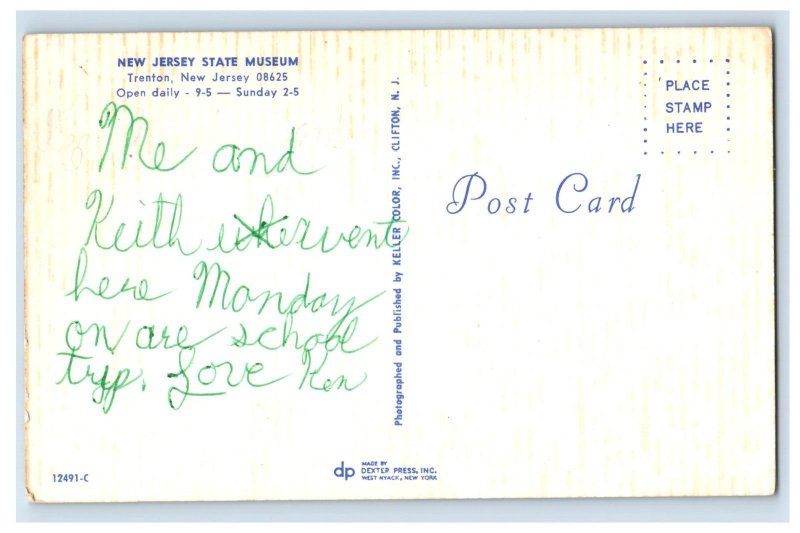 NEW JERSEY STATE MUSEUM
Trenton, New Jersey 08625
Open daily - 9-5 — Sunday 2-5
Me and
Keith went
here Monday
on are school
tryp. Love Ken
12491-C
Photographed and Published by KELLER COLOR, INC., CLIFTON, N. J.
dp MADE BY
DEXTER PRESS, INC.
WEST NYACK, NEW YORK
PLACE
STAMP
HERE
Post Card